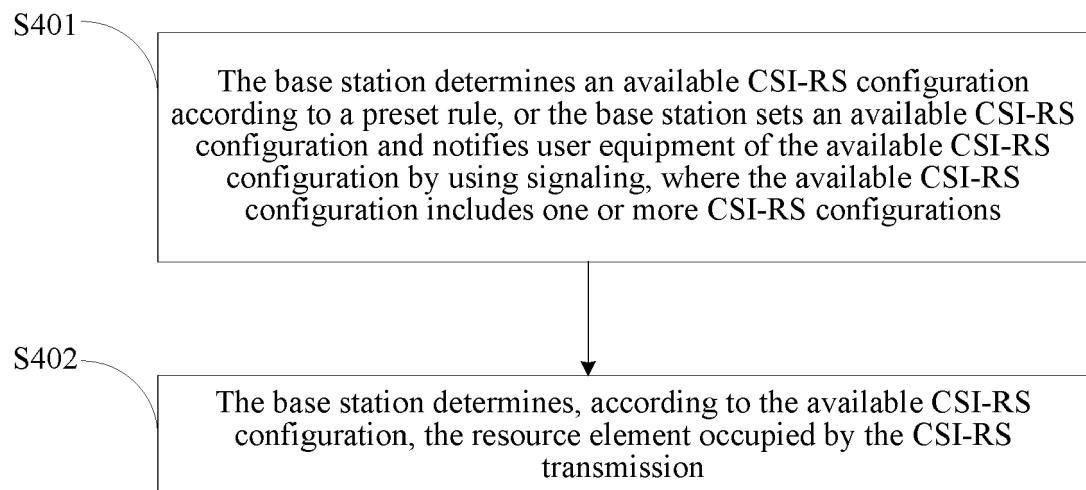 S401
The base station determines an available CSI-RS configuration
according to a preset rule, or the base station sets an available CSI-RS
configuration and notifies user equipment of the available CSI-RS
configuration by using signaling, where the available CSI-RS
configuration includes one or more CSI-RS configurations
S402
The base station determines, according to the available CSI-RS
configuration, the resource element occupied by the CSI-RS
transmission